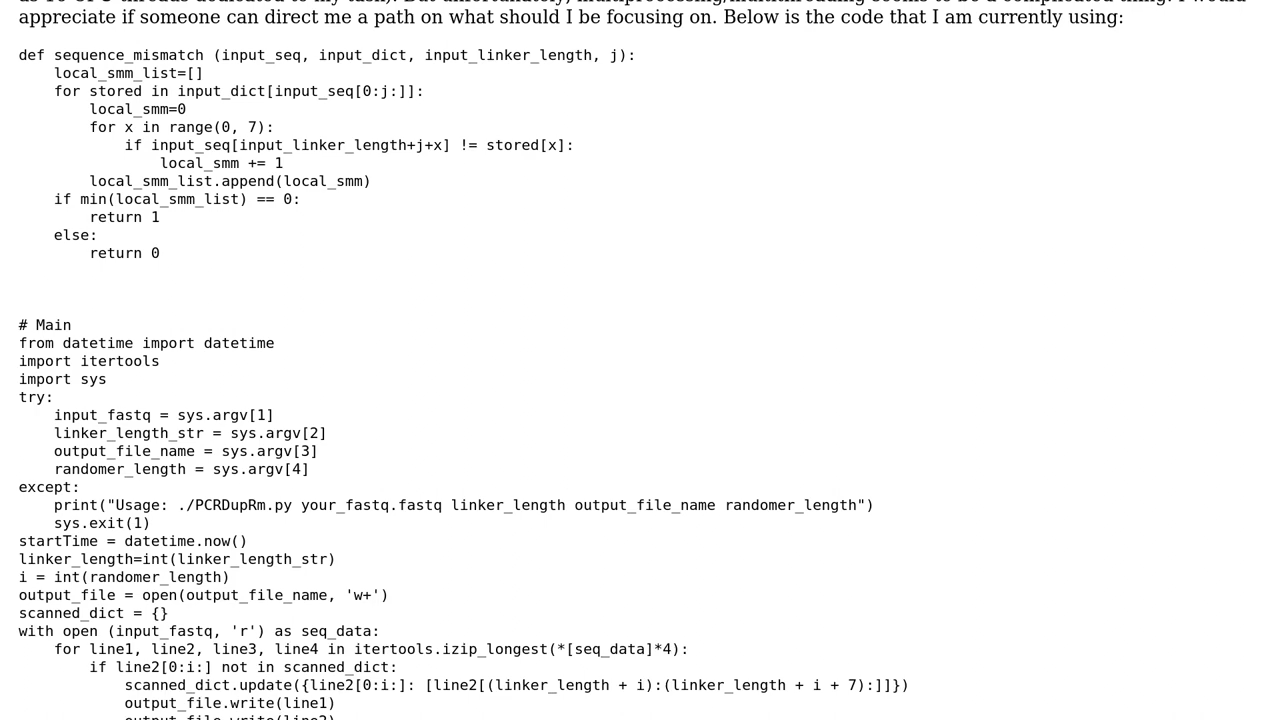 appreciate if someone can direct me a path on what should I be focusing on. Below is the code that I am currently using:
def sequence_mismatch (input_seq, input_dict, input_linker_length, j):
    local_smm_list=[]
    for stored in input_dict[input_seq[0:j:]]:
        local_smm=0
        for x in range(0, 7):
            if input_seq[input_linker_length+j+x] != stored[x]:
                local_smm += 1
        local_smm_list.append(local_smm)
    if min(local_smm_list) == 0:
        return 1
    else:
        return 0
# Main
from datetime import datetime
import itertools
import sys
try:
    input_fastq = sys.argv[1]
    linker_length_str = sys.argv[2]
    output_file_name = sys.argv[3]
    randomer_length = sys.argv[4]
except:
    print("Usage: ./PCRDupRm.py your_fastq.fastq linker_length output_file_name randomer_length")
    sys.exit(1)
startTime = datetime.now()
linker_length=int(linker_length_str)
i = int(randomer_length)
output_file = open(output_file_name, 'w+')
scanned_dict = {}
with open (input_fastq, 'r') as seq_data:
    for line1, line2, line3, line4 in itertools.izip_longest(*[seq_data]*4):
        if line2[0:i:] not in scanned_dict:
            scanned_dict.update({line2[0:i:]: [line2[(linker_length + i):(linker_length + i + 7):]]})
            output_file.write(line1)
            output_file.write(line2)